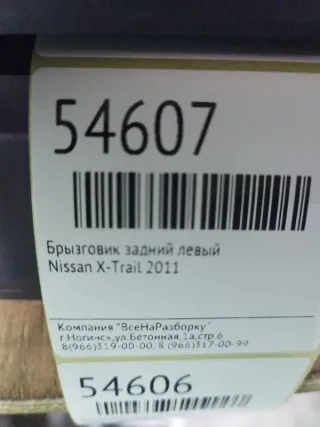 54607
Брызговик задний левый
Nissan X-Trail 2011
Компания "ВсеНаРазборку"
г.Ногинск,ул.Бетонная,1а,стр.6
8(966)319-00-00, 8 (966)317-00-99
54606